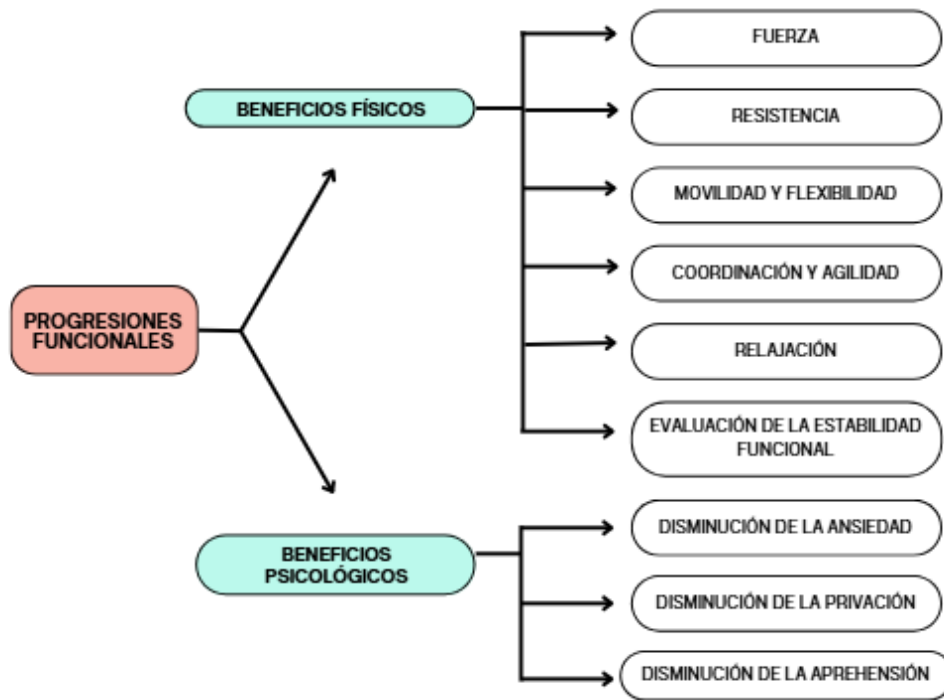 PROGRESIONES
FUNCIONALES
BENEFICIOS FÍSICOS
FUERZA
RESISTENCIA
MOVILIDAD Y FLEXIBILIDAD
COORDINACIÓN Y AGILIDAD
RELAJACIÓN
EVALUACIÓN DE LA ESTABILIDAD
FUNCIONAL
BENEFICIOS
PSICOLÓGICOS
DISMINUCIÓN DE LA ANSIEDAD
DISMINUCIÓN DE LA PRIVACIÓN
DISMINUCIÓN DE LA APREHENSIÓN